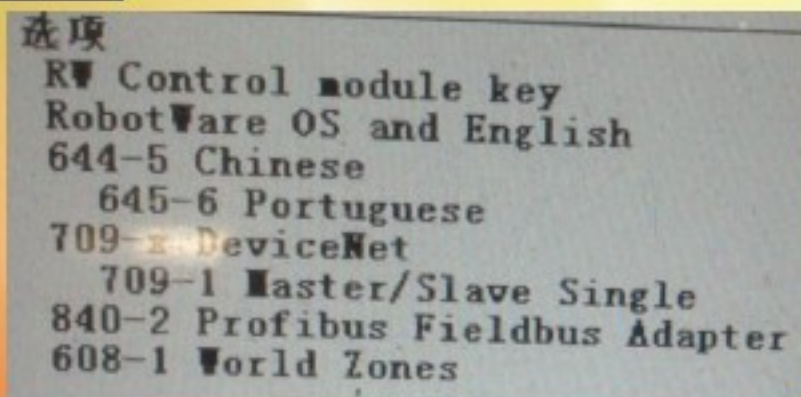 选项
RW Control module key
RobotWare OS and English
644-5 Chinese
645-6 Portuguese
709-x DeviceNet
709-1 Master/Slave Single
840-2 Profibus Fieldbus Adapter
608-1 World Zones